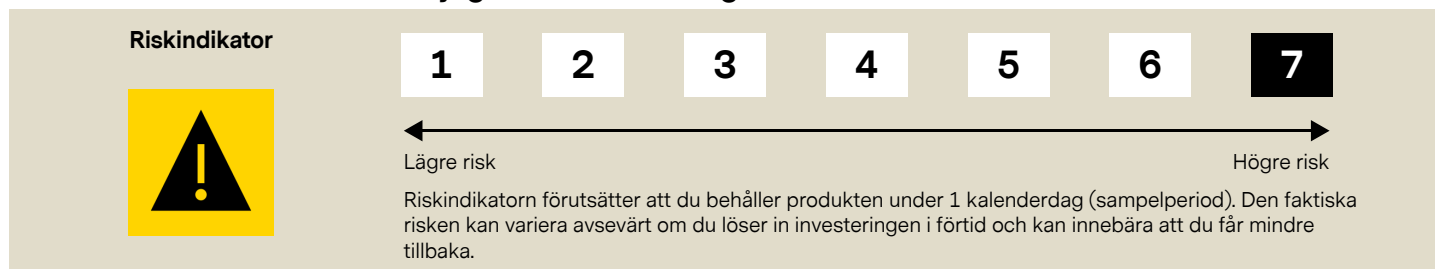 Riskindikator
1 2 3 4 5 6 7
Lägre risk Högre risk
Riskindikatorn förutsätter att du behåller produkten under 1 kalenderdag (sampelperiod). Den faktiska
risken kan variera avsevärt om du löser in investeringen i förtid och kan innebära att du får mindre
tillbaka.